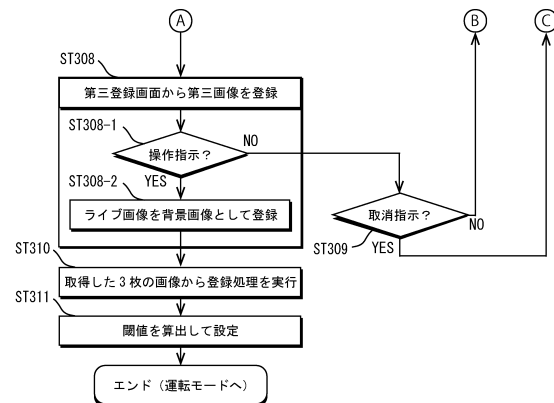 A
B
C
ST308
第三登録画面から第三画像を登録
ST308-1
操作指示？
NO
YES
ST308-2
ライブ画像を背景画像として登録
取消指示？
NO
YES
ST309
ST310
取得した３枚の画像から登録処理を実行
ST311
閾値を算出して設定
エンド（運転モードへ）